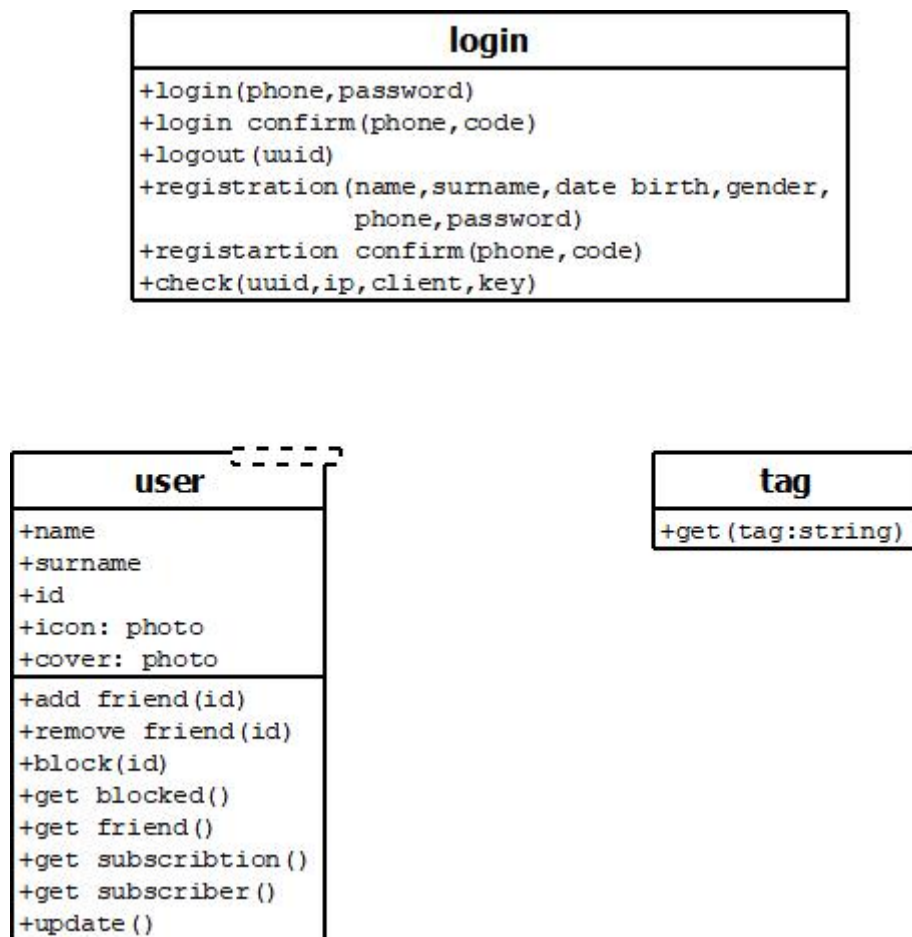 login
+login(phone,password)
+login confirm(phone,code)
+logout(uuid)
+registration(name,surname,date birth,gender,
phone,password)
+registartion confirm(phone,code)
+check(uuid,ip,client,key)
user
+name
+surname
+id
+icon: photo
+cover: photo
+add friend(id)
+remove friend(id)
+block(id)
+get blocked()
+get friend()
+get subscribtion()
+get subscriber()
+update()
tag
+get(tag:string)